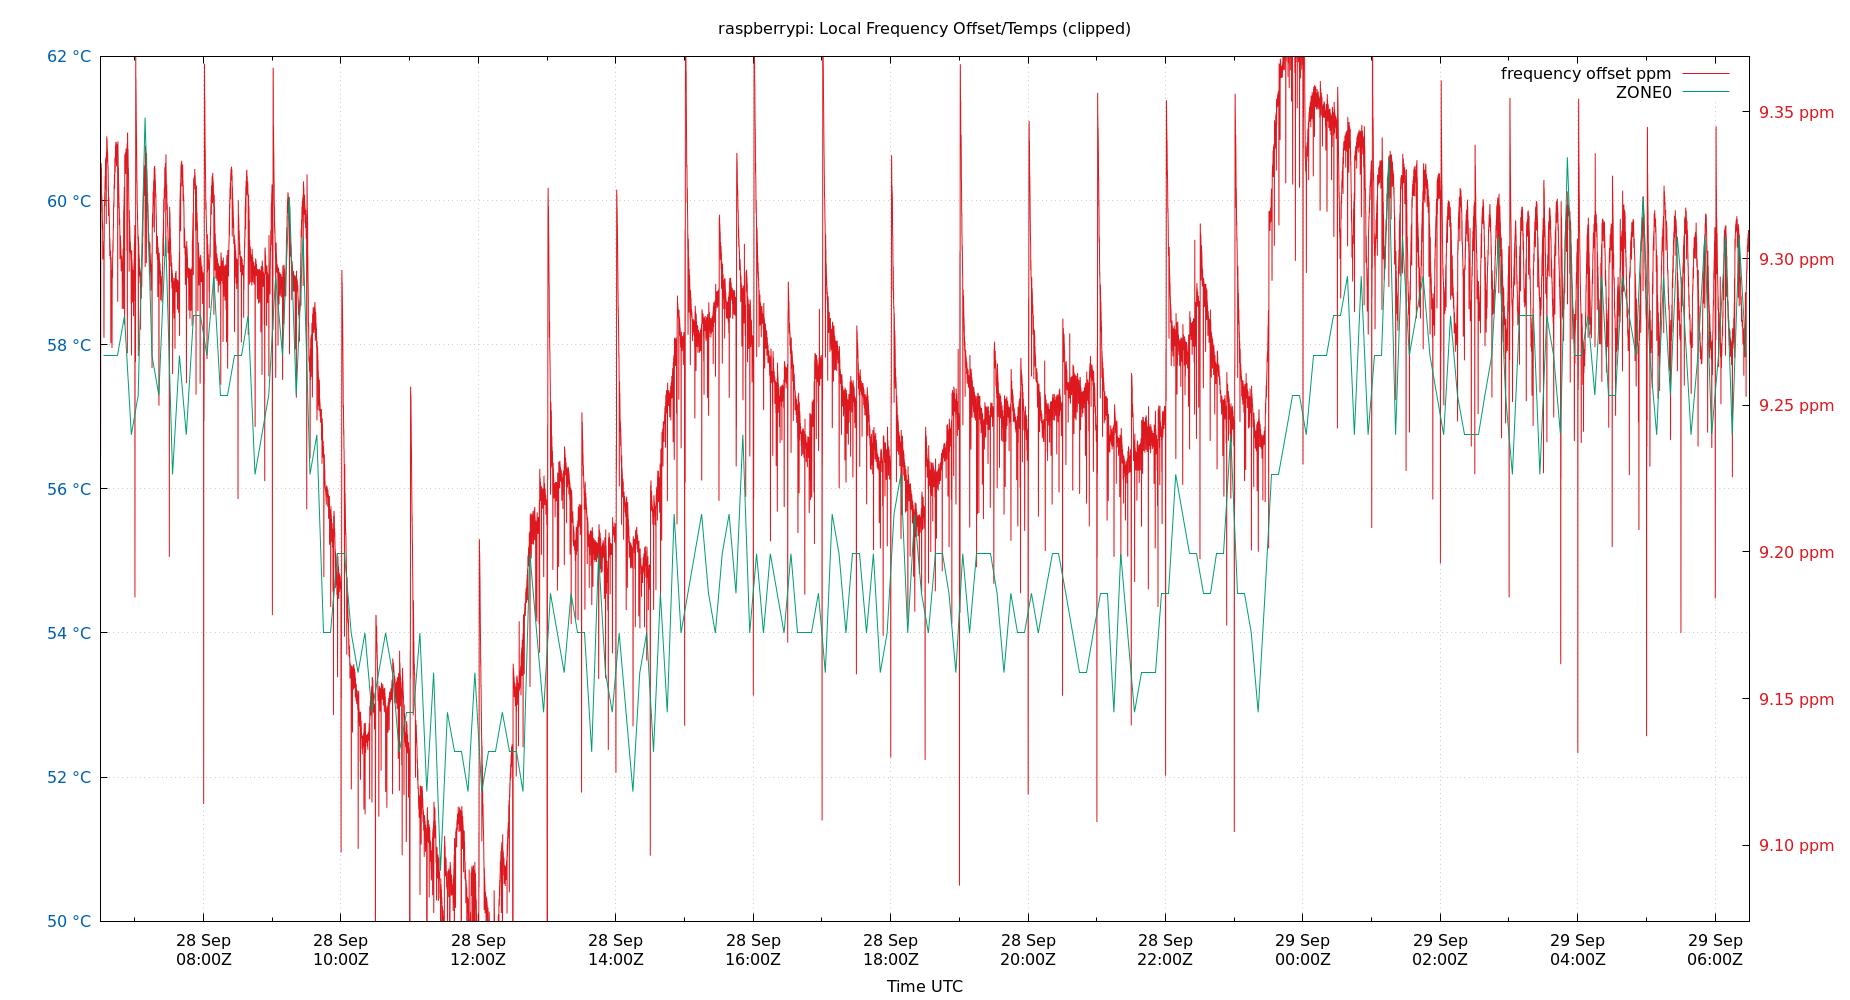 raspberrypi: Local Frequency Offset/Temps (clipped)
62 °C
60 °C
58 °C
56 °C
54 °C
52 °C
50 °C
frequency offset ppm
ZONE0
9.35 ppm
9.30 ppm
9.25 ppm
9.20 ppm
9.15 ppm
9.10 ppm
28 Sep
08:00Z
28 Sep
10:00Z
28 Sep
12:00Z
28 Sep
14:00Z
28 Sep
16:00Z
28 Sep
18:00Z
28 Sep
20:00Z
28 Sep
22:00Z
29 Sep
00:00Z
29 Sep
02:00Z
29 Sep
04:00Z
29 Sep
06:00Z
Time UTC